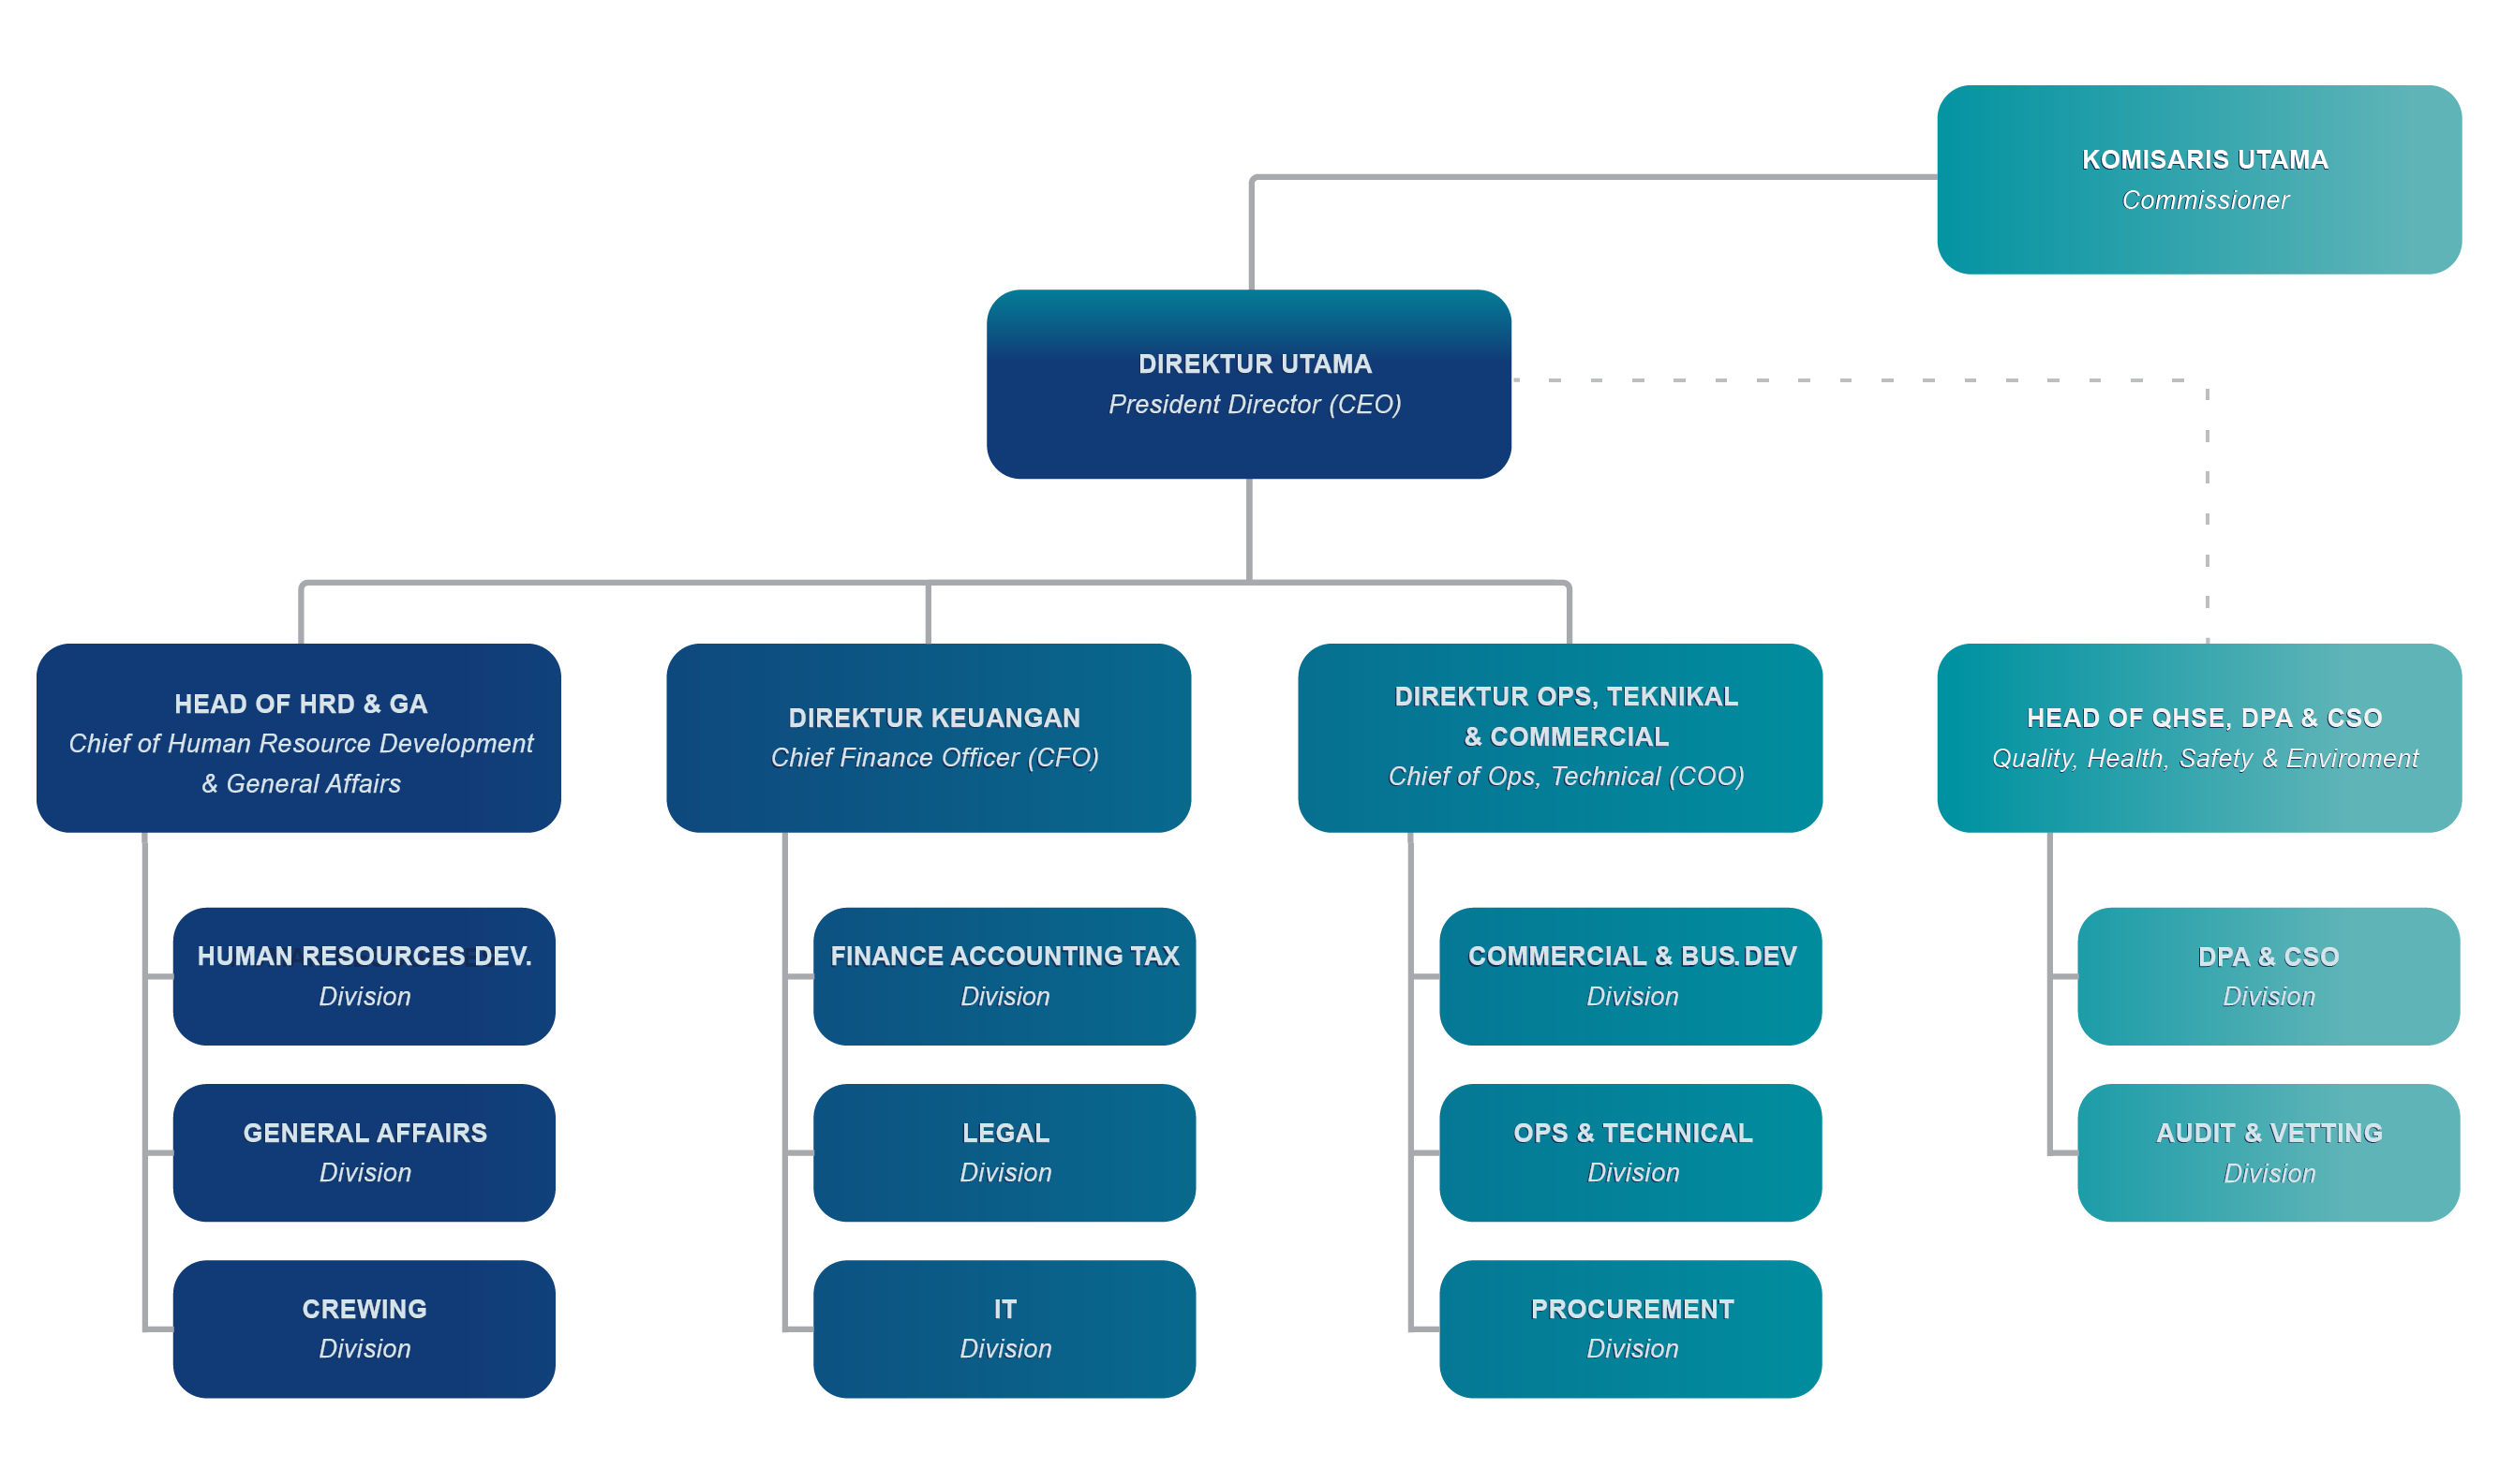 KOMISARIS UTAMA
Commissioner
DIREKTUR UTAMA
President Director (CEO)
HEAD OF HRD & GA
Chief of Human Resource Development
& General Affairs
DIREKTUR KEUANGAN
Chief Finance Officer (CFO)
DIREKTUR OPS, TEKNIKAL
& COMMERCIAL
Chief of Ops, Technical (COO)
HEAD OF QHSE, DPA & CSO
Quality, Health, Safety & Enviroment
HUMAN RESOURCES DEV.
Division
FINANCE ACCOUNTING TAX
Division
COMMERCIAL & BUS. DEV
Division
DPA & CSO
Division
GENERAL AFFAIRS
Division
LEGAL
Division
OPS & TECHNICAL
Division
AUDIT & VETTING
Division
CREWING
Division
IT
Division
PROCUREMENT
Division